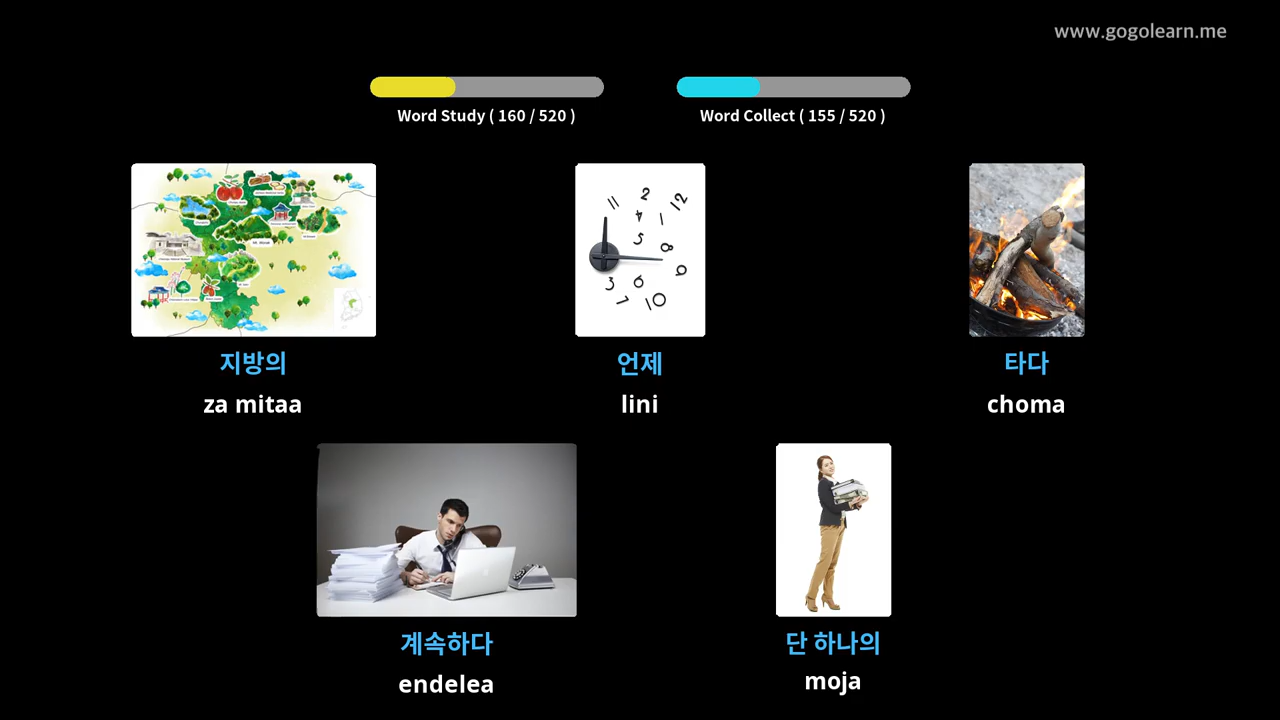 www.gogolearn.me
Word Study ( 160 / 520 )
Word Collect ( 155 / 520 )
지방의
za mitaa
언제
lini
타다
choma
계속하다
endelea
단 하나의
moja